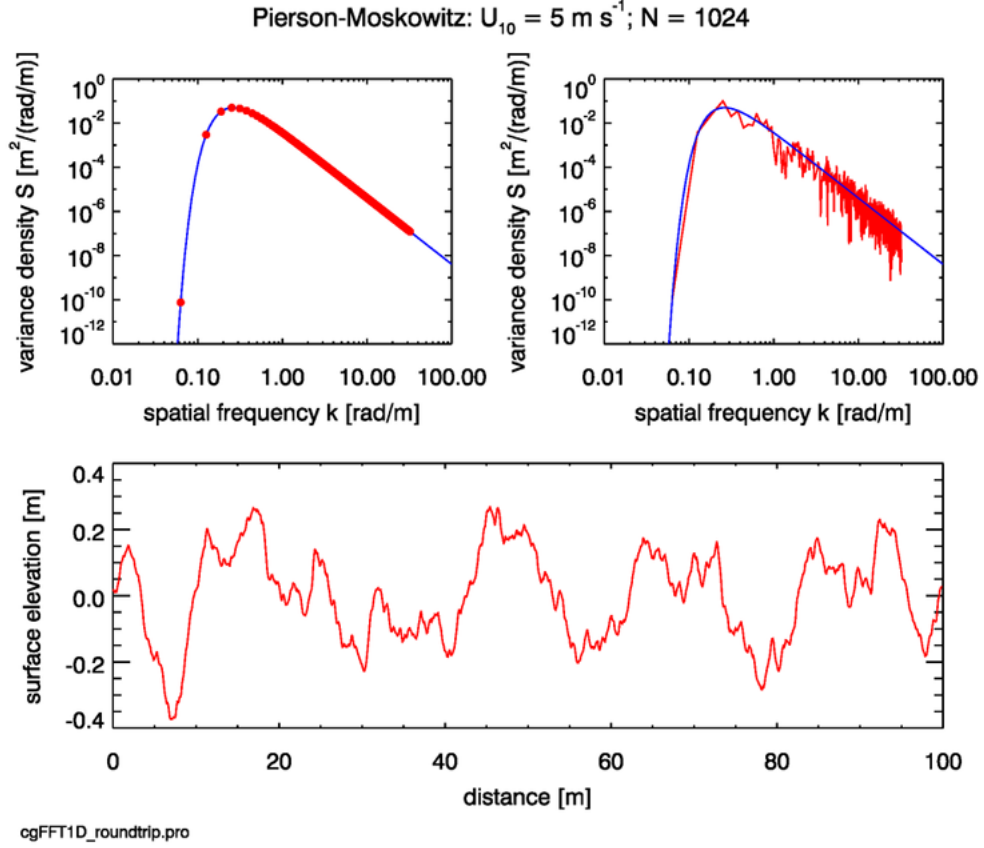 Pierson-Moskowitz: U10 = 5 m s-1; N = 1024
variance density S [m2/(rad/m)]
10^0
10^-2
10^-4
10^-6
10^-8
10^-10
10^-12
0.01 0.10 1.00 10.00 100.00
spatial frequency k [rad/m]
variance density S [m2/(rad/m)]
10^0
10^-2
10^-4
10^-6
10^-8
10^-10
10^-12
0.01 0.10 1.00 10.00 100.00
spatial frequency k [rad/m]
surface elevation [m]
0.4
0.2
0.0
-0.2
-0.4
0 20 40 60 80 100
distance [m]
cgFFT1D_roundtrip.pro